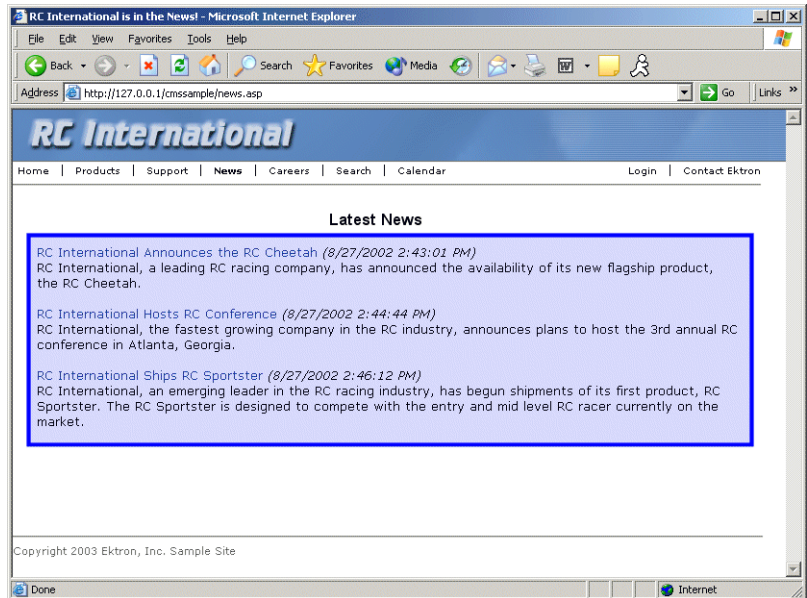 RC International is in the News! - Microsoft Internet Explorer
File Edit View Favorites Tools Help
Back Search Favorites Media
Address http://127.0.0.1/cmssample/news.asp Go Links »
RC International
Home | Products | Support | News | Careers | Search | Calendar Login | Contact Ektron
Latest News
RC International Announces the RC Cheetah (8/27/2002 2:43:01 PM)
RC International, a leading RC racing company, has announced the availability of its new flagship product,
the RC Cheetah.
RC International Hosts RC Conference (8/27/2002 2:44:44 PM)
RC International, the fastest growing company in the RC industry, announces plans to host the 3rd annual RC
conference in Atlanta, Georgia.
RC International Ships RC Sportster (8/27/2002 2:46:12 PM)
RC International, an emerging leader in the RC racing industry, has begun shipments of its first product, RC
Sportster. The RC Sportster is designed to compete with the entry and mid level RC racer currently on the
market.
Copyright 2003 Ektron, Inc. Sample Site
Done Internet